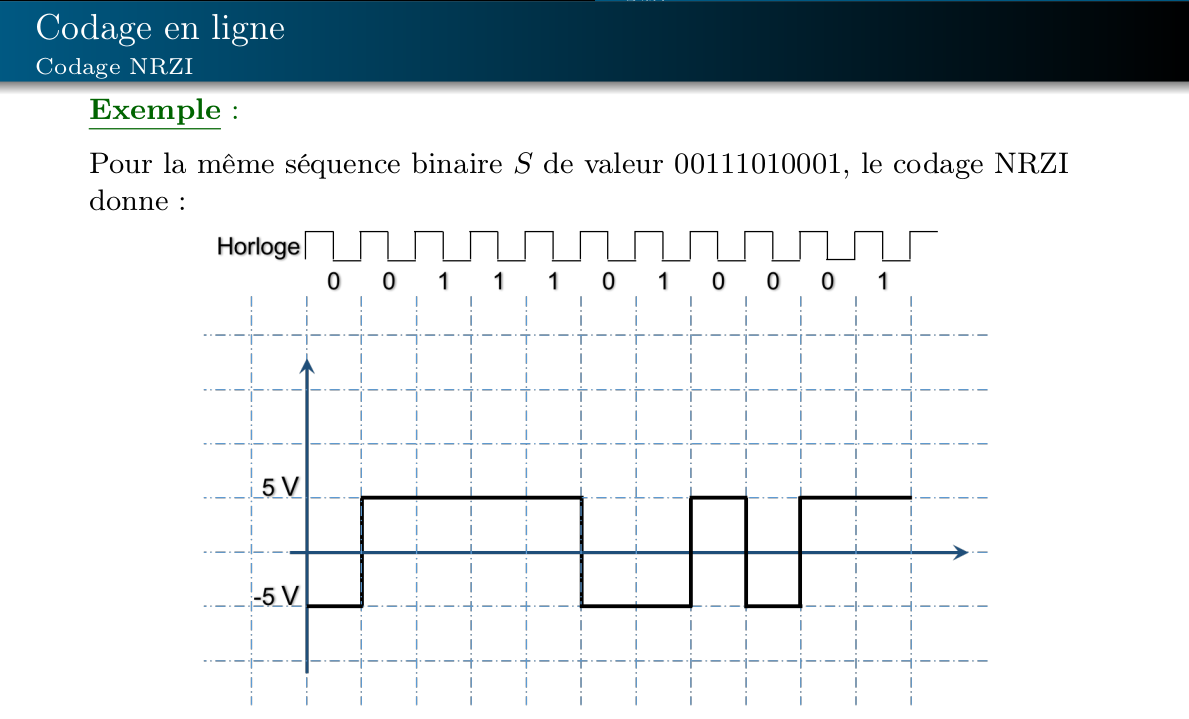 Codage en ligne
Codage NRZI
Exemple :
Pour la même séquence binaire S de valeur 00111010001, le codage NRZI
donne :
Horloge
0 0 1 1 1 0 1 0 0 0 1
5 V
-5 V